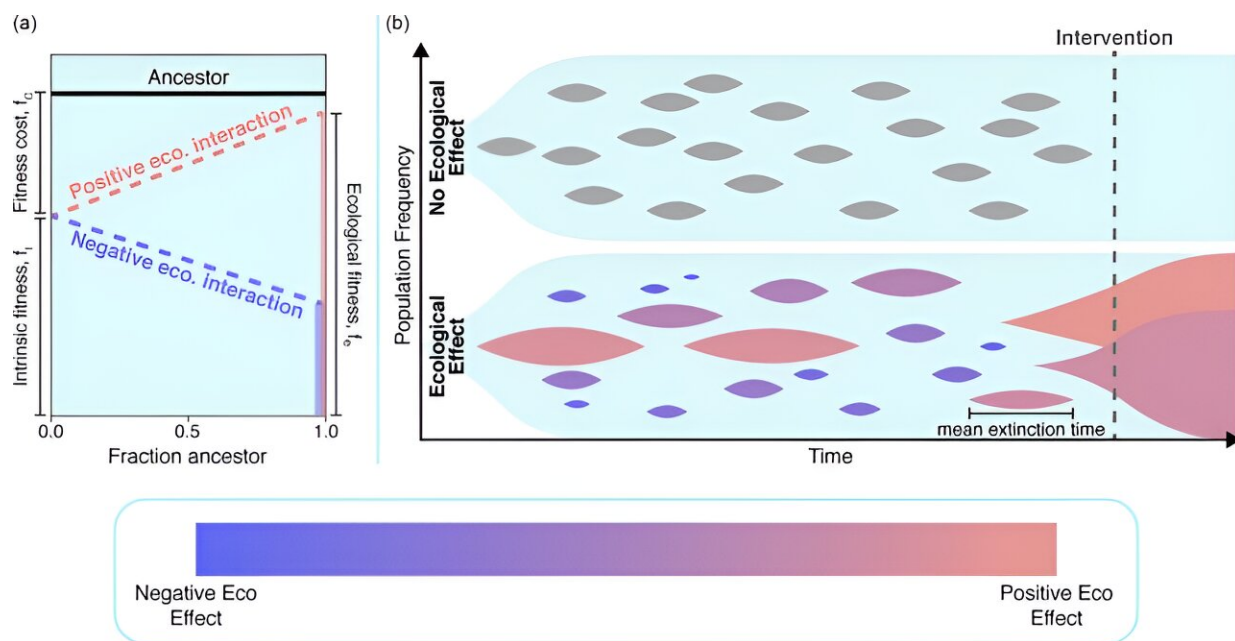 (a)
Ancestor
Fitness cost, f_c
Intrinsic fitness, f_I
Positive eco. interaction
Negative eco. interaction
Ecological fitness, f_e
0.0 0.5 1.0
Fraction ancestor
(b)
Intervention
Population Frequency
No Ecological
Effect
Ecological
Effect
mean extinction time
Time
Negative Eco
Effect
Positive Eco
Effect